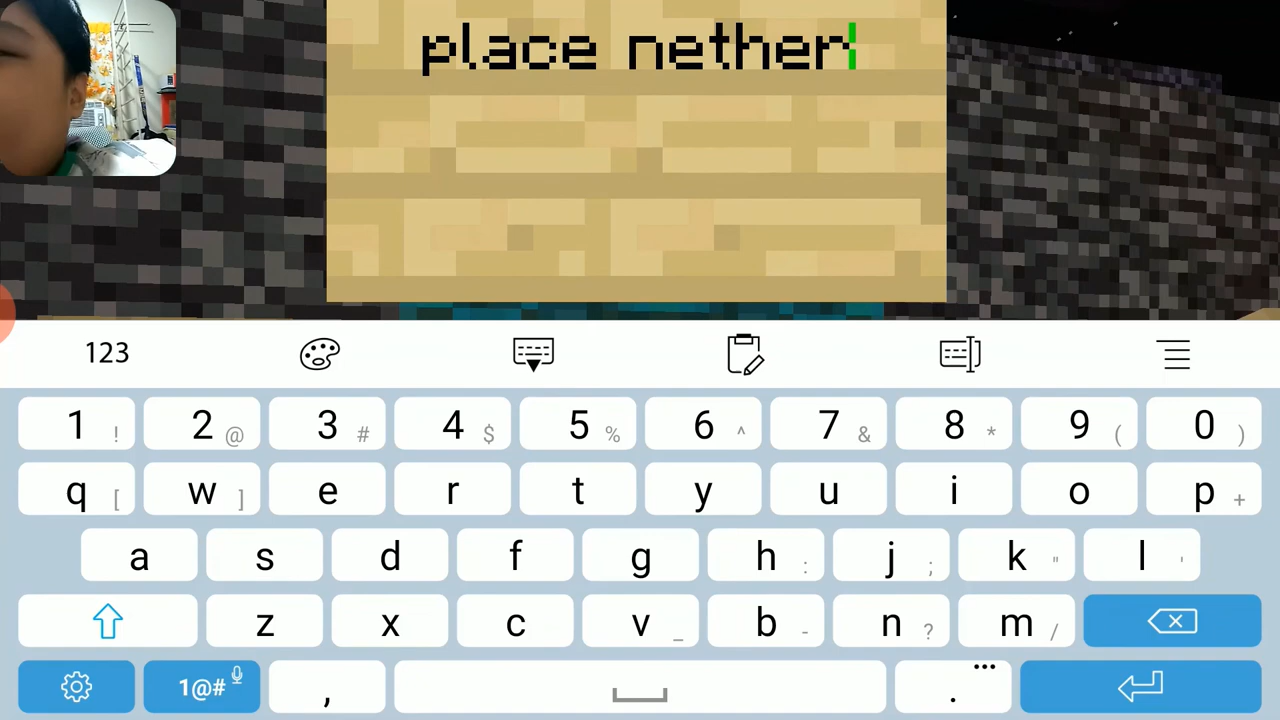 place nether
123
1 ! 2 @ 3 # 4 $ 5 % 6 ^ 7 & 8 * 9 ( 0 )
q [ w ] e r t y u i o p +
a s d f g h : j ; k " l '
z x c v _ b - n ? m /
1@# , . •••